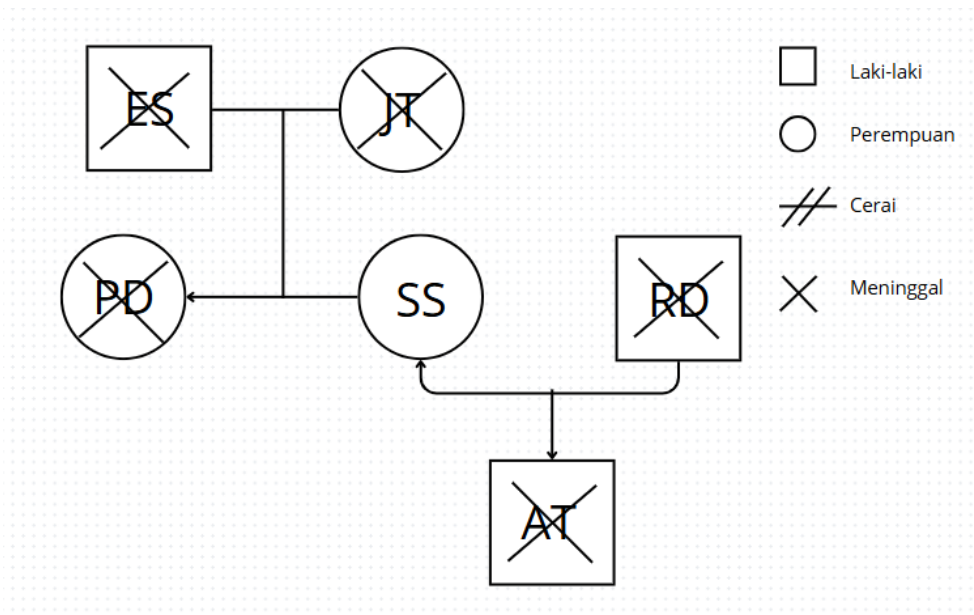 ES
JT
PD
SS
RD
AT
Laki-laki
Perempuan
Cerai
Meninggal